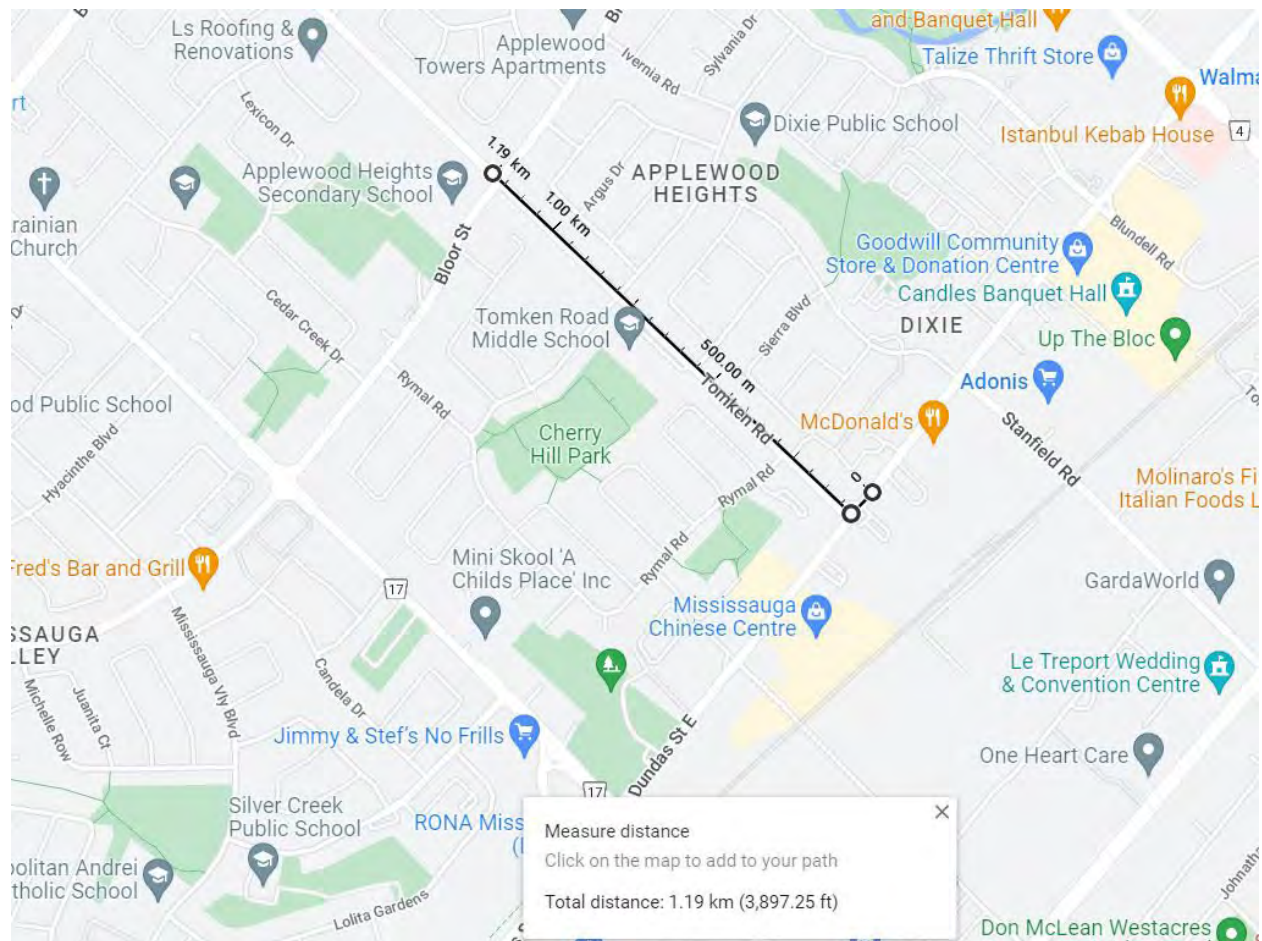 Ls Roofing &
Renovations
Applewood
Towers Apartments
Ivernia Rd
Sylvania Dr
and Banquet Hall
Talize Thrift Store
Walma
rt
Lexicon Dr
Istanbul Kebab House
4
Dixie Public School
1.19 km
Applewood Heights
Secondary School
Argus Dr
APPLEWOOD
HEIGHTS
1.00 km
rainian
Church
Bloor St
Blundell Rd
Goodwill Community
Store & Donation Centre
Candles Banquet Hall
Cedar Creek Dr
Tomken Road
Middle School
Sierra Blvd
DIXIE
Up The Bloc
500.00 m
Rymal Rd
Tomken Rd
Adonis
od Public School
McDonald's
Stanfield Rd
Hyacinthe Blvd
Cherry
Hill Park
Rymal Rd
0
Molinaro's Fi
Italian Foods L
Rymal Rd
Mini Skool 'A
Childs Place' Inc
Fred's Bar and Grill
17
GardaWorld
Mississauga
Chinese Centre
SSAUGA
LLEY
Mississauga Vly Blvd
Candela Dr
Michelle Row
Juanita Ct
Le Treport Wedding
& Convention Centre
Jimmy & Stef's No Frills
Dundas St E
One Heart Care
17
Silver Creek
Public School
RONA Miss
Measure distance
Click on the map to add to your path
Total distance: 1.19 km (3,897.25 ft)
politan Andrei
tholic School
Lolita Gardens
Johnatha
Don McLean Westacres